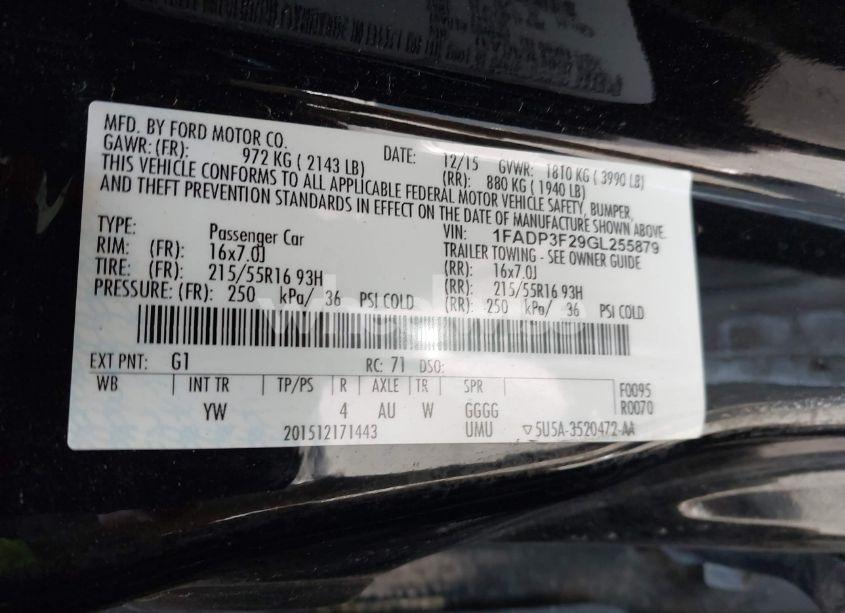 MFD. BY FORD MOTOR CO. DATE: 12/15 GVWR: 1810 KG ( 3990 LB)
GAWR: (FR): 972 KG ( 2143 LB) (RR): 880 KG ( 1940 LB)
THIS VEHICLE CONFORMS TO ALL APPLICABLE FEDERAL MOTOR VEHICLE SAFETY, BUMPER,
AND THEFT PREVENTION STANDARDS IN EFFECT ON THE DATE OF MANUFACTURE SHOWN ABOVE.
VIN: 1FADP3F29GL255879
TYPE: Passenger Car TRAILER TOWING - SEE OWNER GUIDE
RIM: (FR): 16x7.0J (RR): 16x7.0J
TIRE: (FR): 215/55R16 93H (RR): 215/55R16 93H
PRESSURE: (FR): 250 kPa/ 36 PSI COLD (RR): 250 kPa/ 36 PSI COLD
EXT PNT: G1 RC: 71 DSO:
WB INT TR TP/PS R AXLE TR SPR F0095
YW 4 AU W GGGG R0070
201512171443 UMU ▽5U5A-3520472-AA